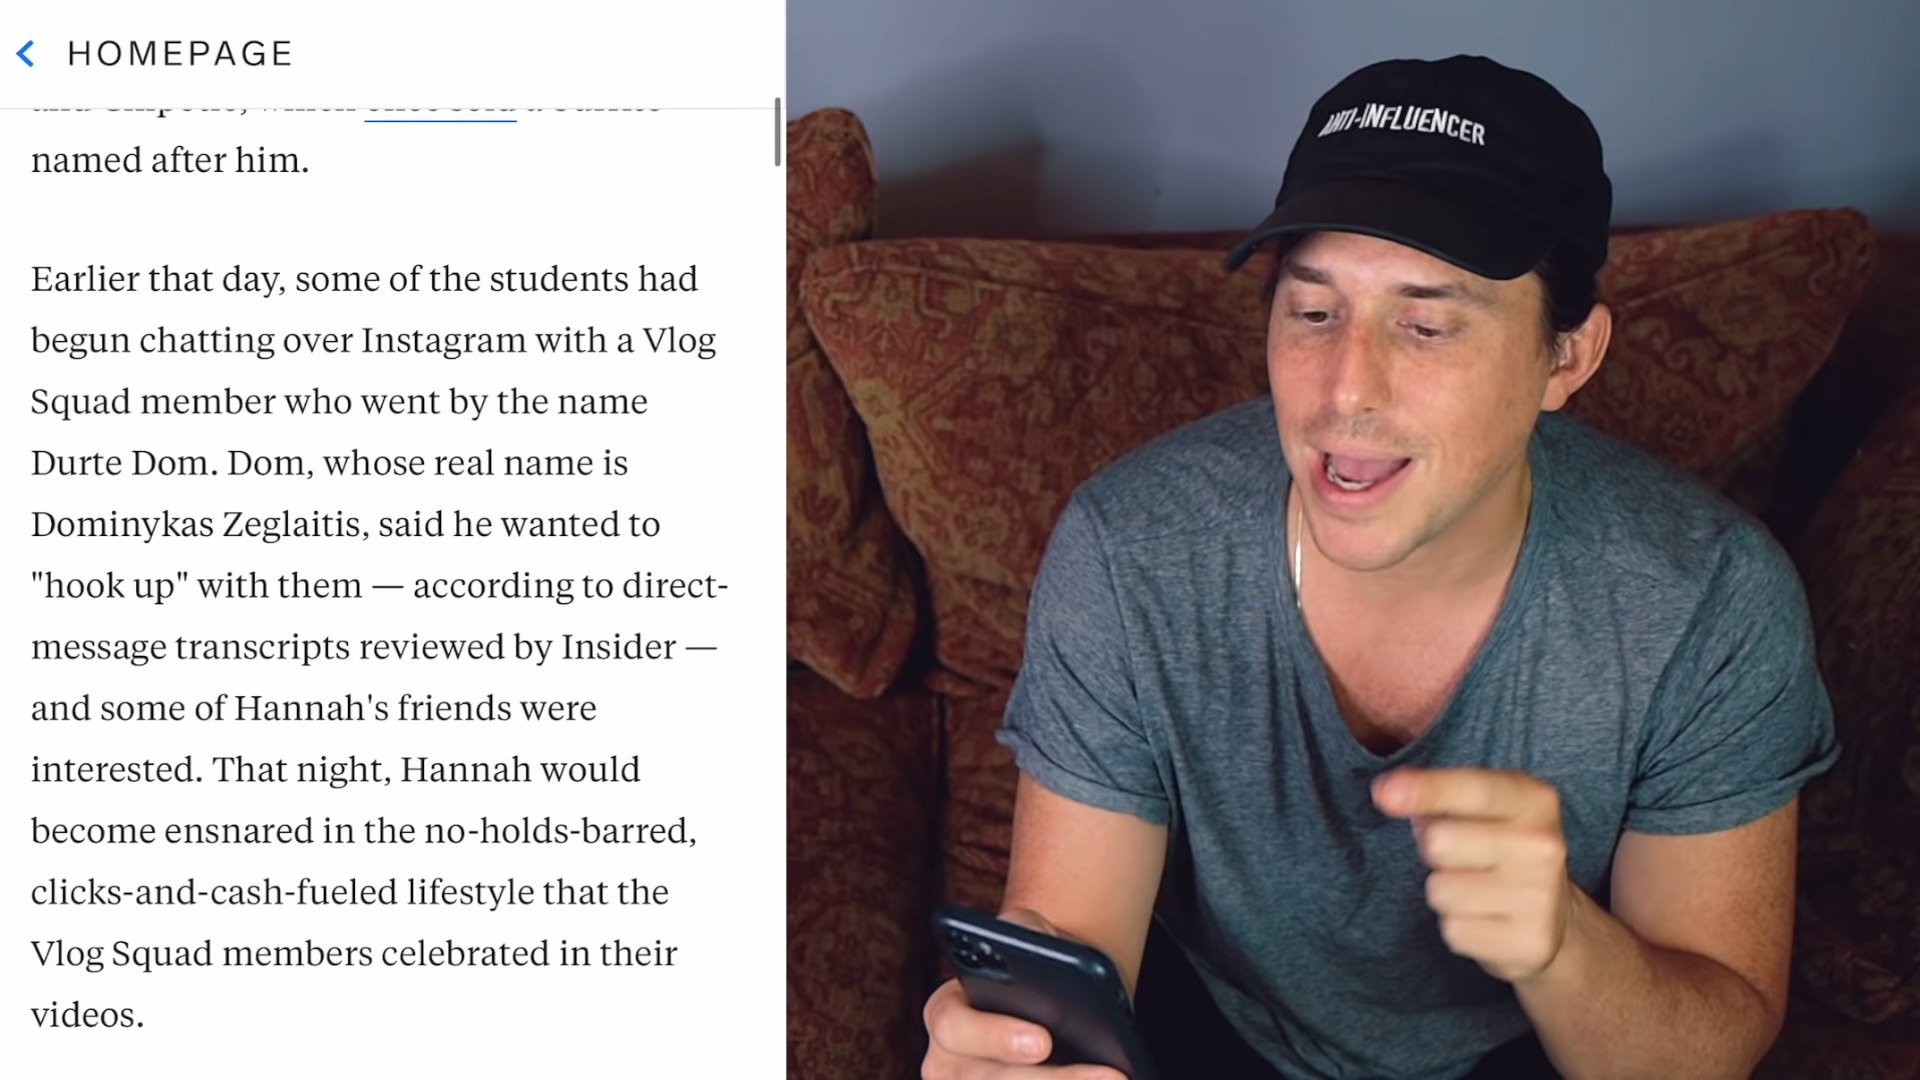 HOMEPAGE
named after him.
Earlier that day, some of the students had
begun chatting over Instagram with a Vlog
Squad member who went by the name
Durte Dom. Dom, whose real name is
Dominykas Zeglaitis, said he wanted to
"hook up" with them — according to direct-
message transcripts reviewed by Insider —
and some of Hannah's friends were
interested. That night, Hannah would
become ensnared in the no-holds-barred,
clicks-and-cash-fueled lifestyle that the
Vlog Squad members celebrated in their
videos.
ANTI-INFLUENCER